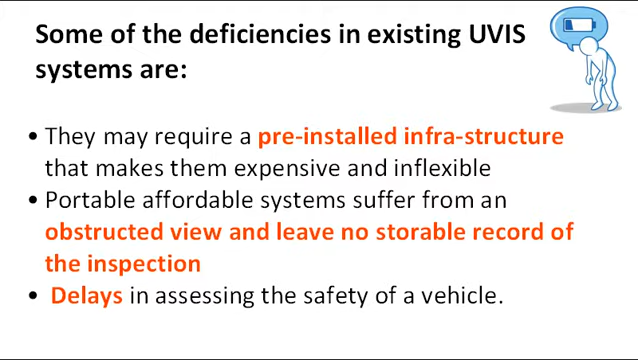 Some of the deficiencies in existing UVIS
systems are:
• They may require a pre-installed infra-structure
that makes them expensive and inflexible
• Portable affordable systems suffer from an
obstructed view and leave no storable record of
the inspection
• Delays in assessing the safety of a vehicle.